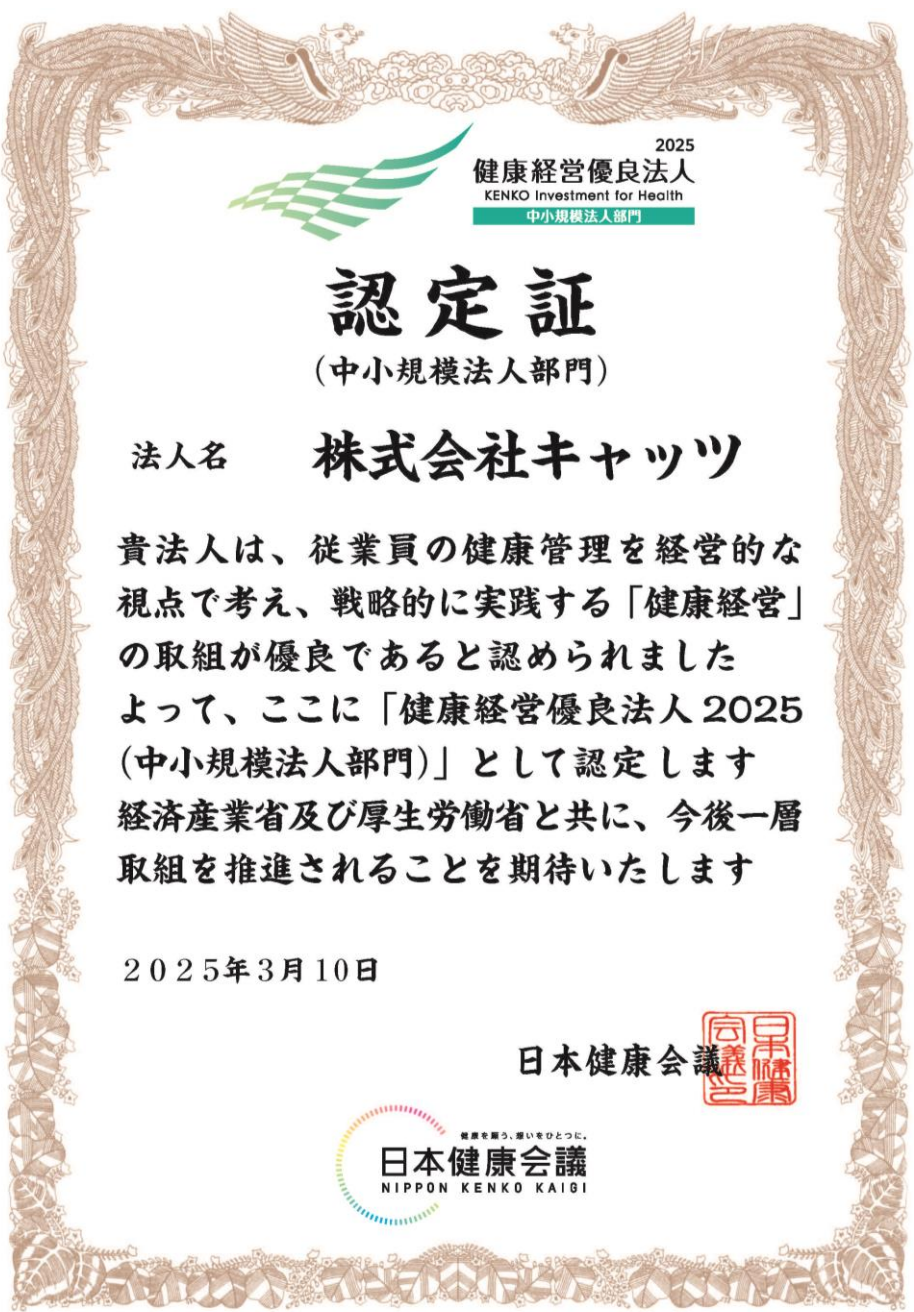 2025
健康経営優良法人
KENKO Investment for Health
中小規模法人部門
認定証
(中小規模法人部門)
法人名 株式会社キャッツ
貴法人は、従業員の健康管理を経営的な
視点で考え、戦略的に実践する「健康経営」
の取組が優良であると認められました
よって、ここに「健康経営優良法人2025
(中小規模法人部門)」として認定します
経済産業省及び厚生労働省と共に、今後一層
取組を推進されることを期待いたします
2025年3月10日
日本健康会議
日本健康
会議印
健康を願う、想いをひとつに。
日本健康会議
NIPPON KENKO KAIGI